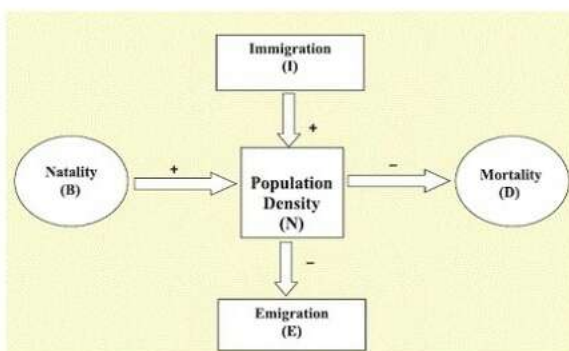 Immigration
(I)
+
Natality
(B)
+
Population
Density
(N)
−
Mortality
(D)
−
Emigration
(E)